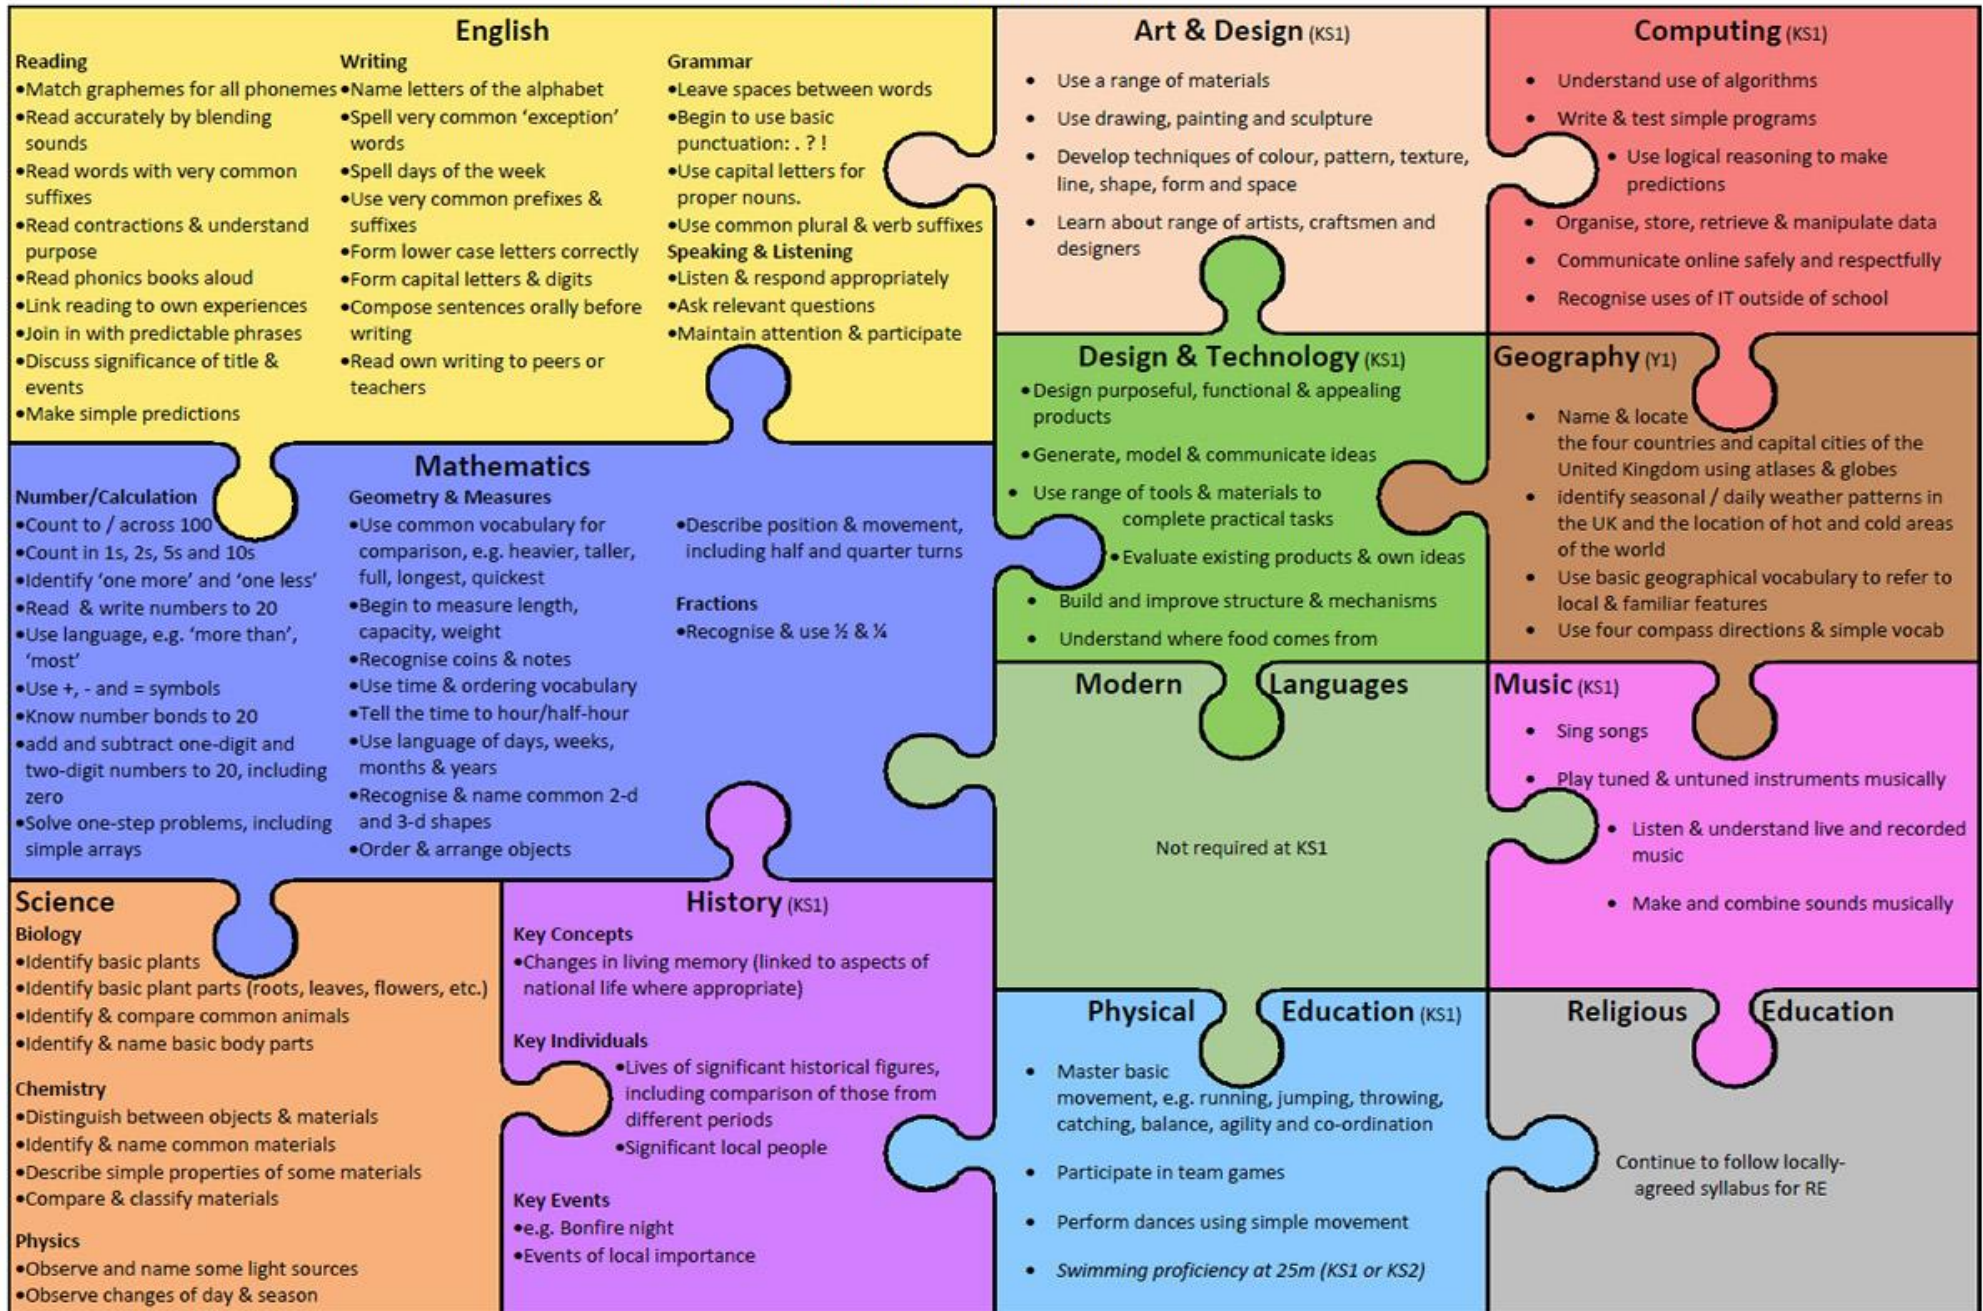 English
Reading
•Match graphemes for all phonemes
•Read accurately by blending
sounds
•Read words with very common
suffixes
•Read contractions & understand
purpose
•Read phonics books aloud
•Link reading to own experiences
•Join in with predictable phrases
•Discuss significance of title &
events
•Make simple predictions
Writing
•Name letters of the alphabet
•Spell very common ‘exception’
words
•Spell days of the week
•Use very common prefixes &
suffixes
•Form lower case letters correctly
•Form capital letters & digits
•Compose sentences orally before
writing
•Read own writing to peers or
teachers
Grammar
•Leave spaces between words
•Begin to use basic
punctuation: . ? !
•Use capital letters for
proper nouns.
•Use common plural & verb suffixes
Speaking & Listening
•Listen & respond appropriately
•Ask relevant questions
•Maintain attention & participate
Art & Design (KS1)
• Use a range of materials
• Use drawing, painting and sculpture
• Develop techniques of colour, pattern, texture,
line, shape, form and space
• Learn about range of artists, craftsmen and
designers
Computing (KS1)
• Understand use of algorithms
• Write & test simple programs
• Use logical reasoning to make
predictions
• Organise, store, retrieve & manipulate data
• Communicate online safely and respectfully
• Recognise uses of IT outside of school
Mathematics
Number/Calculation
•Count to / across 100
•Count in 1s, 2s, 5s and 10s
•Identify ‘one more’ and ‘one less’
•Read & write numbers to 20
•Use language, e.g. ‘more than’,
‘most’
•Use +, - and = symbols
•Know number bonds to 20
•add and subtract one-digit and
two-digit numbers to 20, including
zero
•Solve one-step problems, including
simple arrays
Geometry & Measures
•Use common vocabulary for
comparison, e.g. heavier, taller,
full, longest, quickest
•Begin to measure length,
capacity, weight
•Recognise coins & notes
•Use time & ordering vocabulary
•Tell the time to hour/half-hour
•Use language of days, weeks,
months & years
•Recognise & name common 2-d
and 3-d shapes
•Order & arrange objects
•Describe position & movement,
including half and quarter turns
Fractions
•Recognise & use ½ & ¼
Design & Technology (KS1)
•Design purposeful, functional & appealing
products
•Generate, model & communicate ideas
• Use range of tools & materials to
complete practical tasks
•Evaluate existing products & own ideas
• Build and improve structure & mechanisms
• Understand where food comes from
Geography (Y1)
• Name & locate
the four countries and capital cities of the
United Kingdom using atlases & globes
• identify seasonal / daily weather patterns in
the UK and the location of hot and cold areas
of the world
• Use basic geographical vocabulary to refer to
local & familiar features
• Use four compass directions & simple vocab
Modern Languages
Not required at KS1
Music (KS1)
• Sing songs
• Play tuned & untuned instruments musically
• Listen & understand live and recorded
music
• Make and combine sounds musically
Science
Biology
•Identify basic plants
•Identify basic plant parts (roots, leaves, flowers, etc.)
•Identify & compare common animals
•Identify & name basic body parts
Chemistry
•Distinguish between objects & materials
•Identify & name common materials
•Describe simple properties of some materials
•Compare & classify materials
Physics
•Observe and name some light sources
•Observe changes of day & season
History (KS1)
Key Concepts
•Changes in living memory (linked to aspects of
national life where appropriate)
Key Individuals
•Lives of significant historical figures,
including comparison of those from
different periods
•Significant local people
Key Events
•e.g. Bonfire night
•Events of local importance
Physical Education (KS1)
• Master basic
movement, e.g. running, jumping, throwing,
catching, balance, agility and co-ordination
• Participate in team games
• Perform dances using simple movement
• Swimming proficiency at 25m (KS1 or KS2)
Religious Education
Continue to follow locally-
agreed syllabus for RE